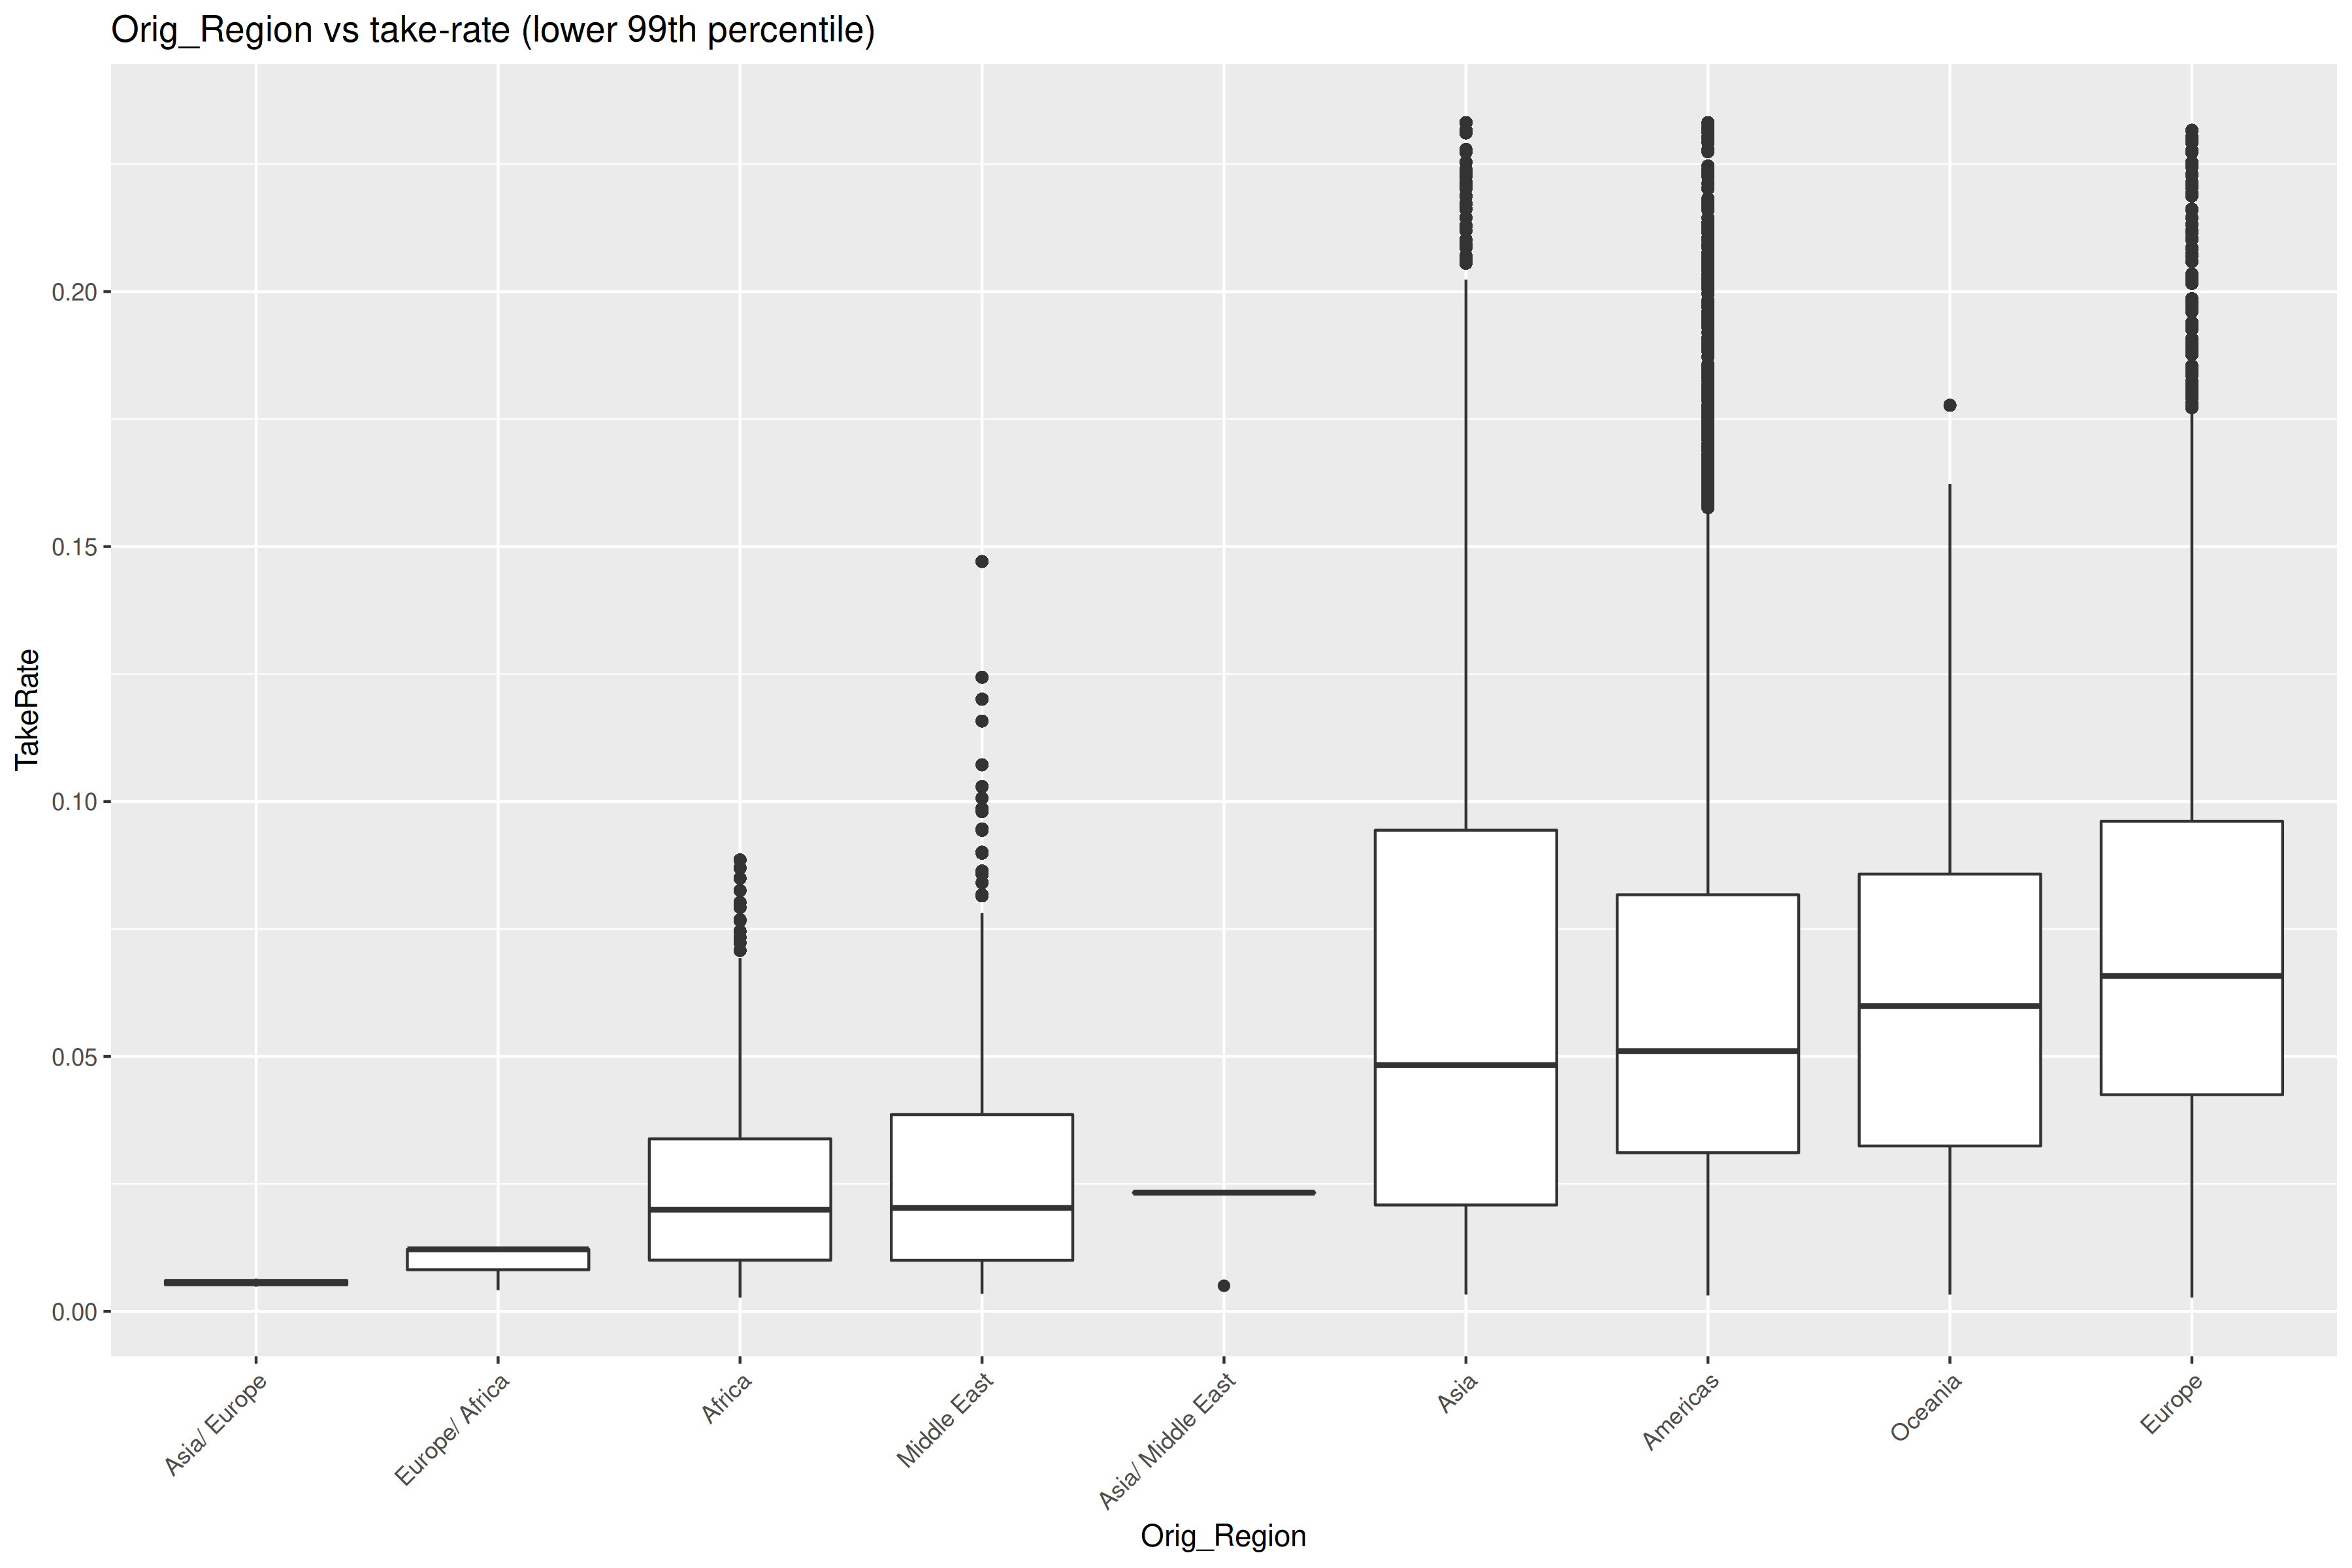 Orig_Region vs take-rate (lower 99th percentile)
TakeRate
0.20
0.15
0.10
0.05
0.00
Asia/ Europe
Europe/ Africa
Africa
Middle East
Asia/ Middle East
Asia
Americas
Oceania
Europe
Orig_Region